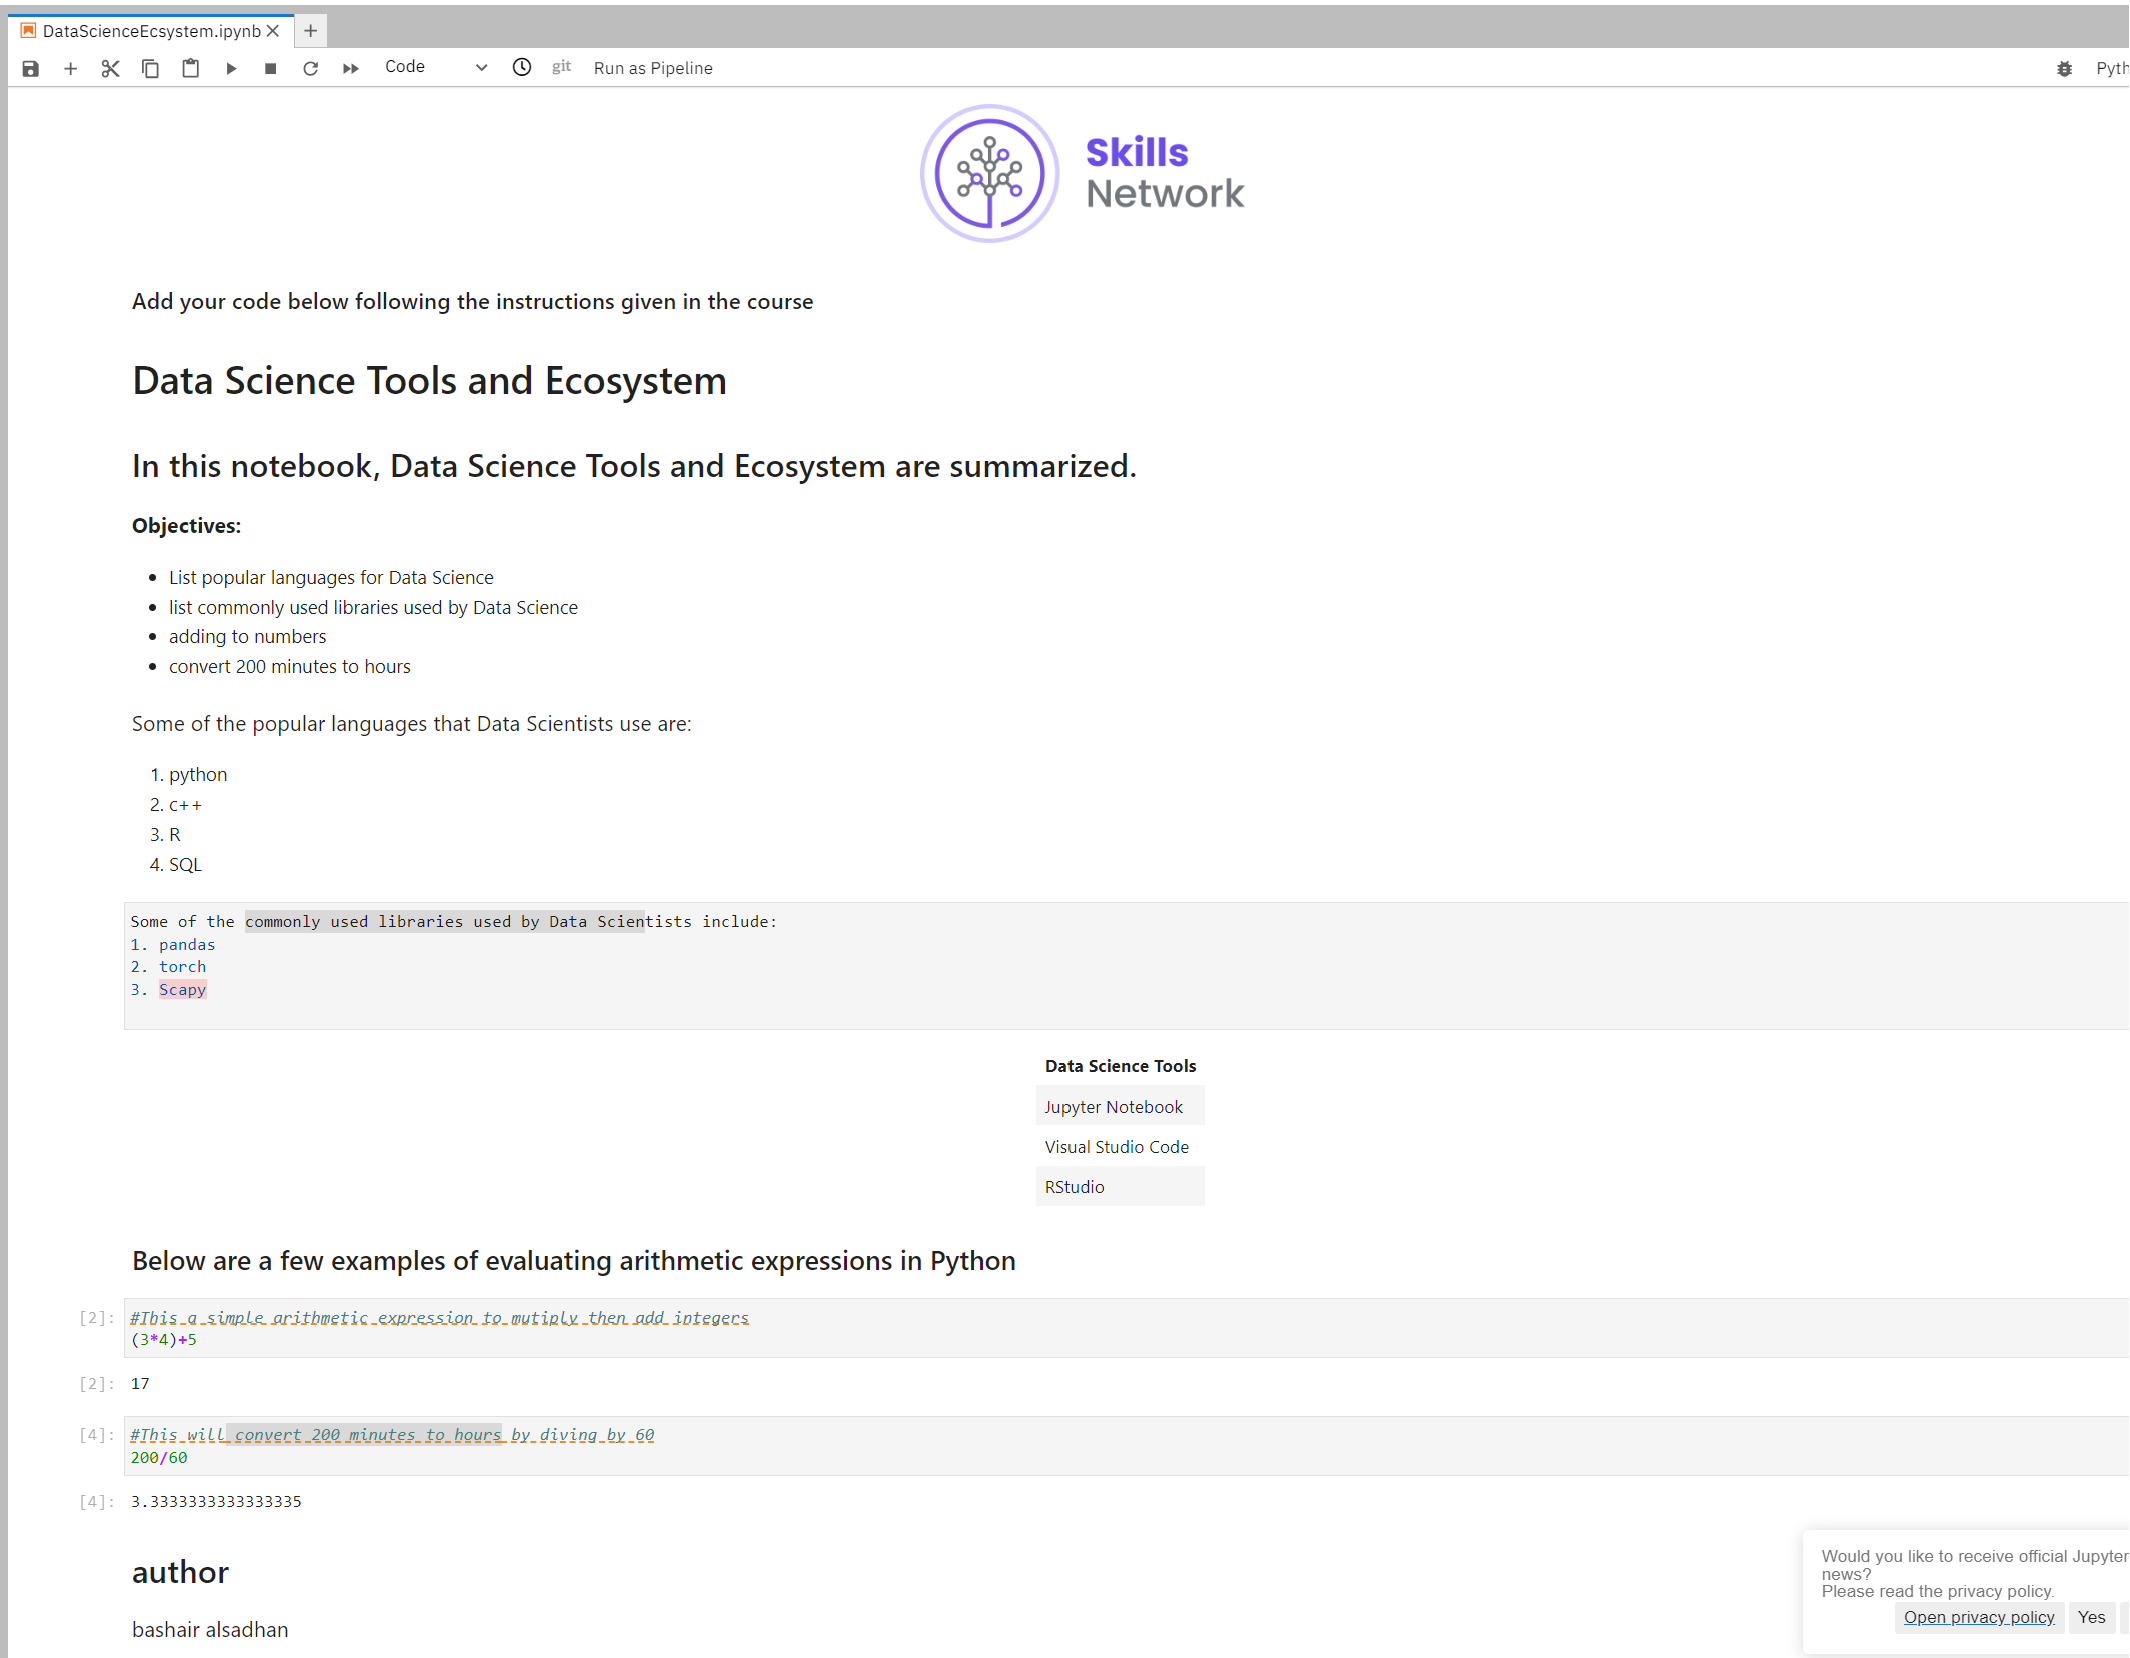 DataScienceEcsystem.ipynb
Code git Run as Pipeline
Skills
Network
Add your code below following the instructions given in the course
Data Science Tools and Ecosystem
In this notebook, Data Science Tools and Ecosystem are summarized.
Objectives:
• List popular languages for Data Science
• list commonly used libraries used by Data Science
• adding to numbers
• convert 200 minutes to hours
Some of the popular languages that Data Scientists use are:
1. python
2. c++
3. R
4. SQL
Some of the commonly used libraries used by Data Scientists include:
1. pandas
2. torch
3. Scapy
Data Science Tools
Jupyter Notebook
Visual Studio Code
RStudio
Below are a few examples of evaluating arithmetic expressions in Python
[2]: #This a simple arithmetic expression to mutiply then add integers
(3*4)+5
[2]: 17
[4]: #This will convert 200 minutes to hours by diving by 60
200/60
[4]: 3.3333333333333335
author
bashair alsadhan
Would you like to receive official Jupyter
news?
Please read the privacy policy.
Open privacy policy Yes